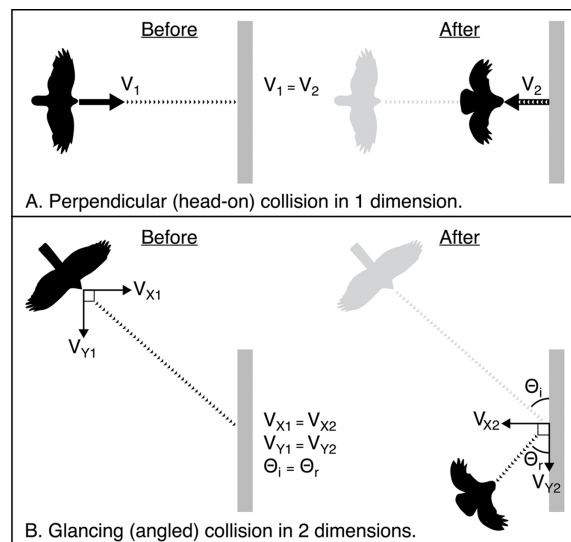 Before
After
V1
V1 = V2
V2
A. Perpendicular (head-on) collision in 1 dimension.
Before
After
VX1
VY1
Θi
VX1 = VX2
VY1 = VY2
Θi = Θr
VX2
Θr
VY2
B. Glancing (angled) collision in 2 dimensions.